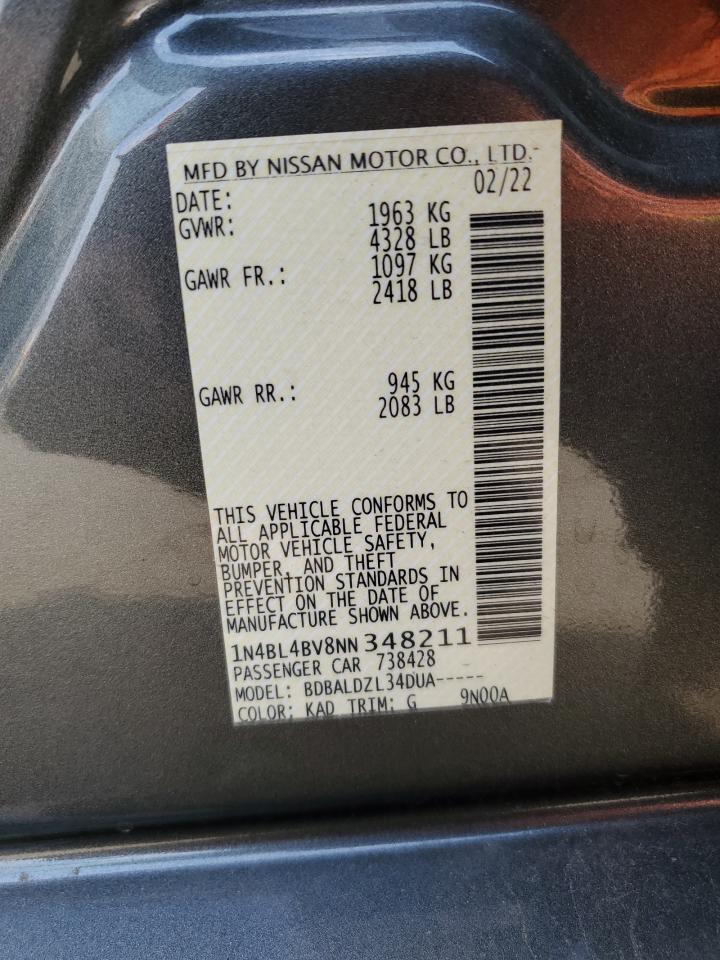 MFD BY NISSAN MOTOR CO., LTD.
DATE: 02/22
GVWR: 1963 KG
4328 LB
GAWR FR.: 1097 KG
2418 LB
GAWR RR.: 945 KG
2083 LB
THIS VEHICLE CONFORMS TO
ALL APPLICABLE FEDERAL
MOTOR VEHICLE SAFETY,
BUMPER, AND THEFT
PREVENTION STANDARDS IN
EFFECT ON THE DATE OF
MANUFACTURE SHOWN ABOVE.
1N4BL4BV8NN348211
PASSENGER CAR 738428
MODEL: BDBALDZL34DUA-----
COLOR: KAD TRIM: G 9N00A